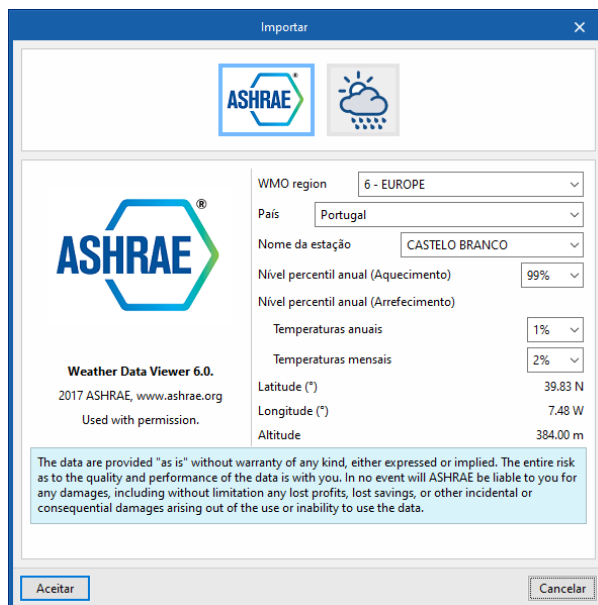 Importar
ASHRAE®
ASHRAE®
Weather Data Viewer 6.0.
2017 ASHRAE, www.ashrae.org
Used with permission.
WMO region 6 - EUROPE
País Portugal
Nome da estação CASTELO BRANCO
Nível percentil anual (Aquecimento) 99%
Nível percentil anual (Arrefecimento)
Temperaturas anuais 1%
Temperaturas mensais 2%
Latitude (°) 39.83 N
Longitude (°) 7.48 W
Altitude 384.00 m
The data are provided "as is" without warranty of any kind, either expressed or implied. The entire risk
as to the quality and performance of the data is with you. In no event will ASHRAE be liable to you for
any damages, including without limitation any lost profits, lost savings, or other incidental or
consequential damages arising out of the use or inability to use the data.
Aceitar
Cancelar